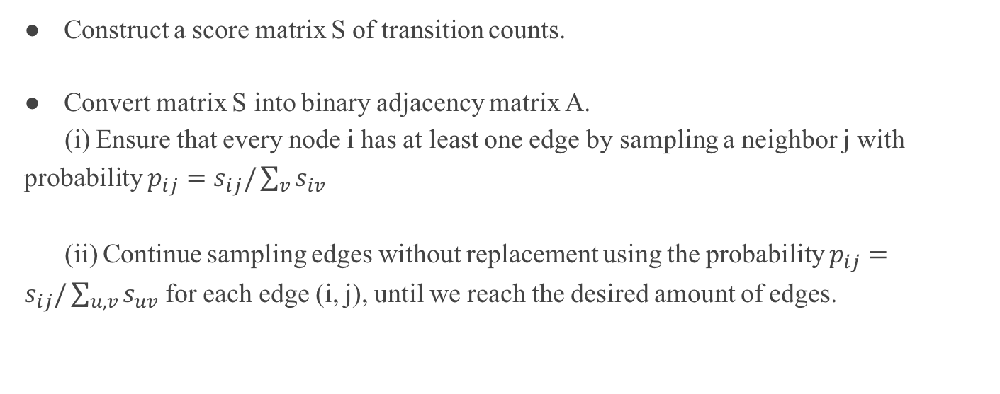 ● Construct a score matrix S of transition counts.
● Convert matrix S into binary adjacency matrix A.
(i) Ensure that every node i has at least one edge by sampling a neighbor j with
probability p_{ij} = s_{ij}/∑_v s_{iv}
(ii) Continue sampling edges without replacement using the probability p_{ij} =
s_{ij}/∑_{u,v} s_{uv} for each edge (i, j), until we reach the desired amount of edges.